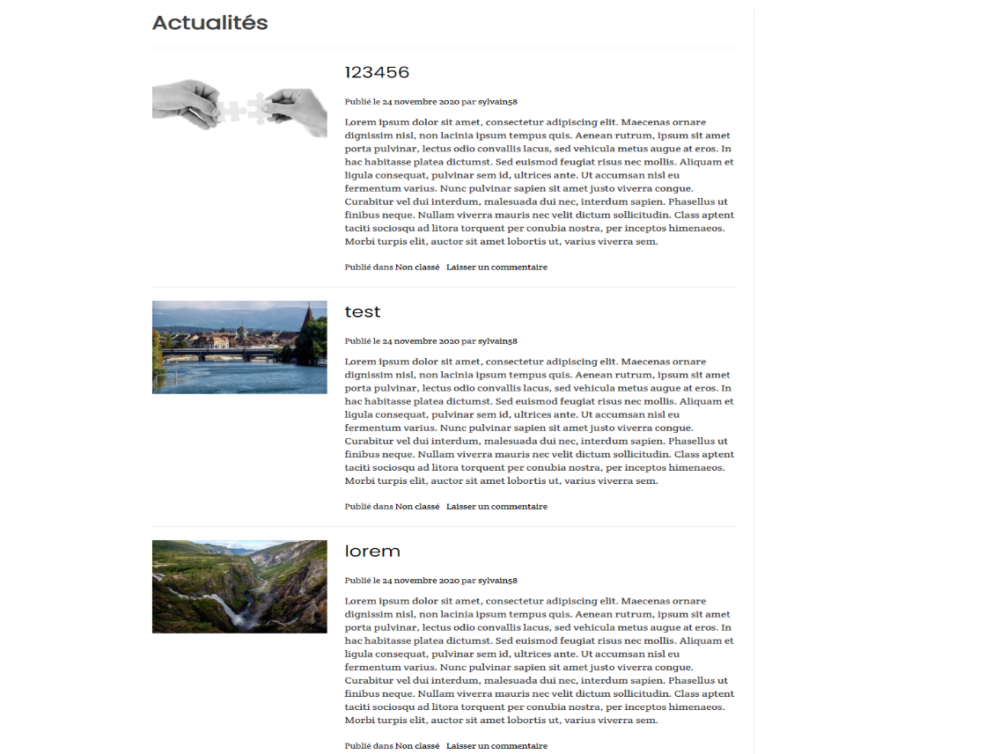 Actualités
123456
Publié le 24 novembre 2020 par sylvain58
Lorem ipsum dolor sit amet, consectetur adipiscing elit. Maecenas ornare
dignissim nisl, non lacinia ipsum tempus quis. Aenean rutrum, ipsum sit amet
porta pulvinar, lectus odio convallis lacus, sed vehicula metus augue at eros. In
hac habitasse platea dictumst. Sed euismod feugiat risus nec mollis. Aliquam et
ligula consequat, pulvinar sem id, ultrices ante. Ut accumsan nisl eu
fermentum varius. Nunc pulvinar sapien sit amet justo viverra congue.
Curabitur vel dui interdum, malesuada dui nec, interdum sapien. Phasellus ut
finibus neque. Nullam viverra mauris nec velit dictum sollicitudin. Class aptent
taciti sociosqu ad litora torquent per conubia nostra, per inceptos himenaeos.
Morbi turpis elit, auctor sit amet lobortis ut, varius viverra sem.
Publié dans Non classé Laisser un commentaire
test
Publié le 24 novembre 2020 par sylvain58
Lorem ipsum dolor sit amet, consectetur adipiscing elit. Maecenas ornare
dignissim nisl, non lacinia ipsum tempus quis. Aenean rutrum, ipsum sit amet
porta pulvinar, lectus odio convallis lacus, sed vehicula metus augue at eros. In
hac habitasse platea dictumst. Sed euismod feugiat risus nec mollis. Aliquam et
ligula consequat, pulvinar sem id, ultrices ante. Ut accumsan nisl eu
fermentum varius. Nunc pulvinar sapien sit amet justo viverra congue.
Curabitur vel dui interdum, malesuada dui nec, interdum sapien. Phasellus ut
finibus neque. Nullam viverra mauris nec velit dictum sollicitudin. Class aptent
taciti sociosqu ad litora torquent per conubia nostra, per inceptos himenaeos.
Morbi turpis elit, auctor sit amet lobortis ut, varius viverra sem.
Publié dans Non classé Laisser un commentaire
lorem
Publié le 24 novembre 2020 par sylvain58
Lorem ipsum dolor sit amet, consectetur adipiscing elit. Maecenas ornare
dignissim nisl, non lacinia ipsum tempus quis. Aenean rutrum, ipsum sit amet
porta pulvinar, lectus odio convallis lacus, sed vehicula metus augue at eros. In
hac habitasse platea dictumst. Sed euismod feugiat risus nec mollis. Aliquam et
ligula consequat, pulvinar sem id, ultrices ante. Ut accumsan nisl eu
fermentum varius. Nunc pulvinar sapien sit amet justo viverra congue.
Curabitur vel dui interdum, malesuada dui nec, interdum sapien. Phasellus ut
finibus neque. Nullam viverra mauris nec velit dictum sollicitudin. Class aptent
taciti sociosqu ad litora torquent per conubia nostra, per inceptos himenaeos.
Morbi turpis elit, auctor sit amet lobortis ut, varius viverra sem.
Publié dans Non classé Laisser un commentaire